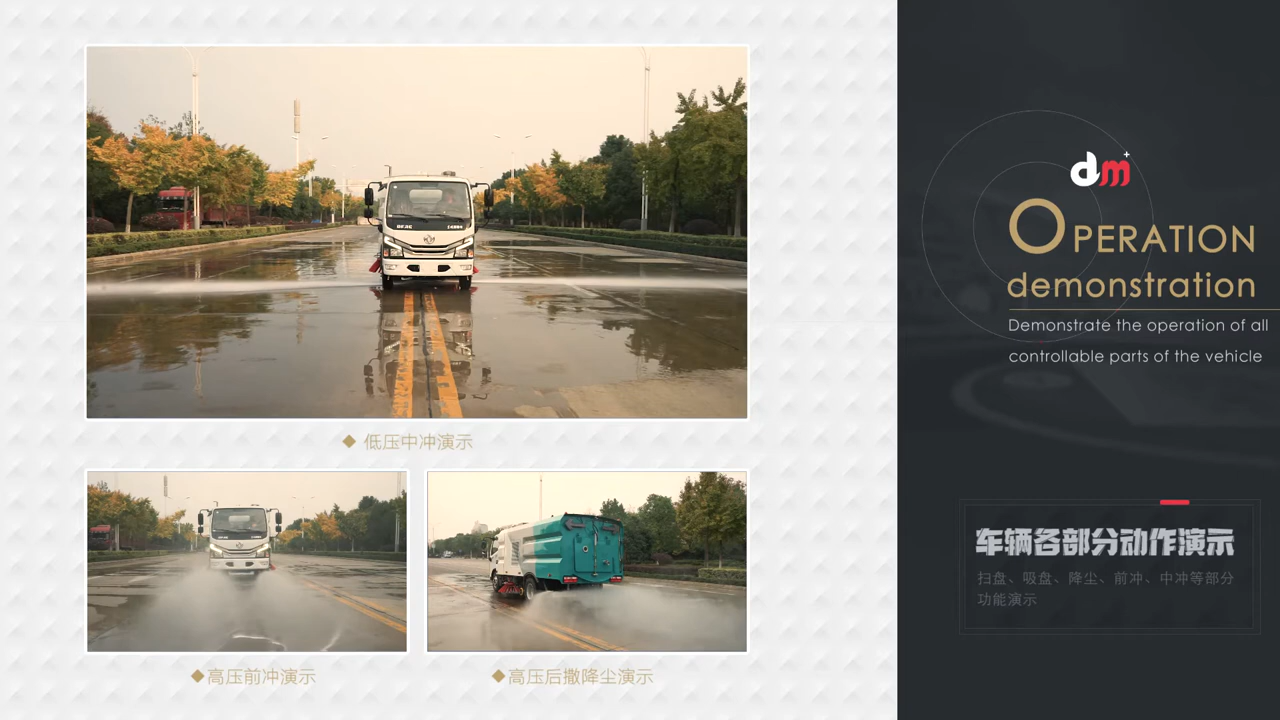 ◆ 低压中冲演示
◆高压前冲演示
◆高压后撒降尘演示
dm
OPERATION
demonstration
Demonstrate the operation of all
controllable parts of the vehicle
车辆各部分动作演示
扫盘、吸盘、降尘、前冲、中冲等部分
功能演示